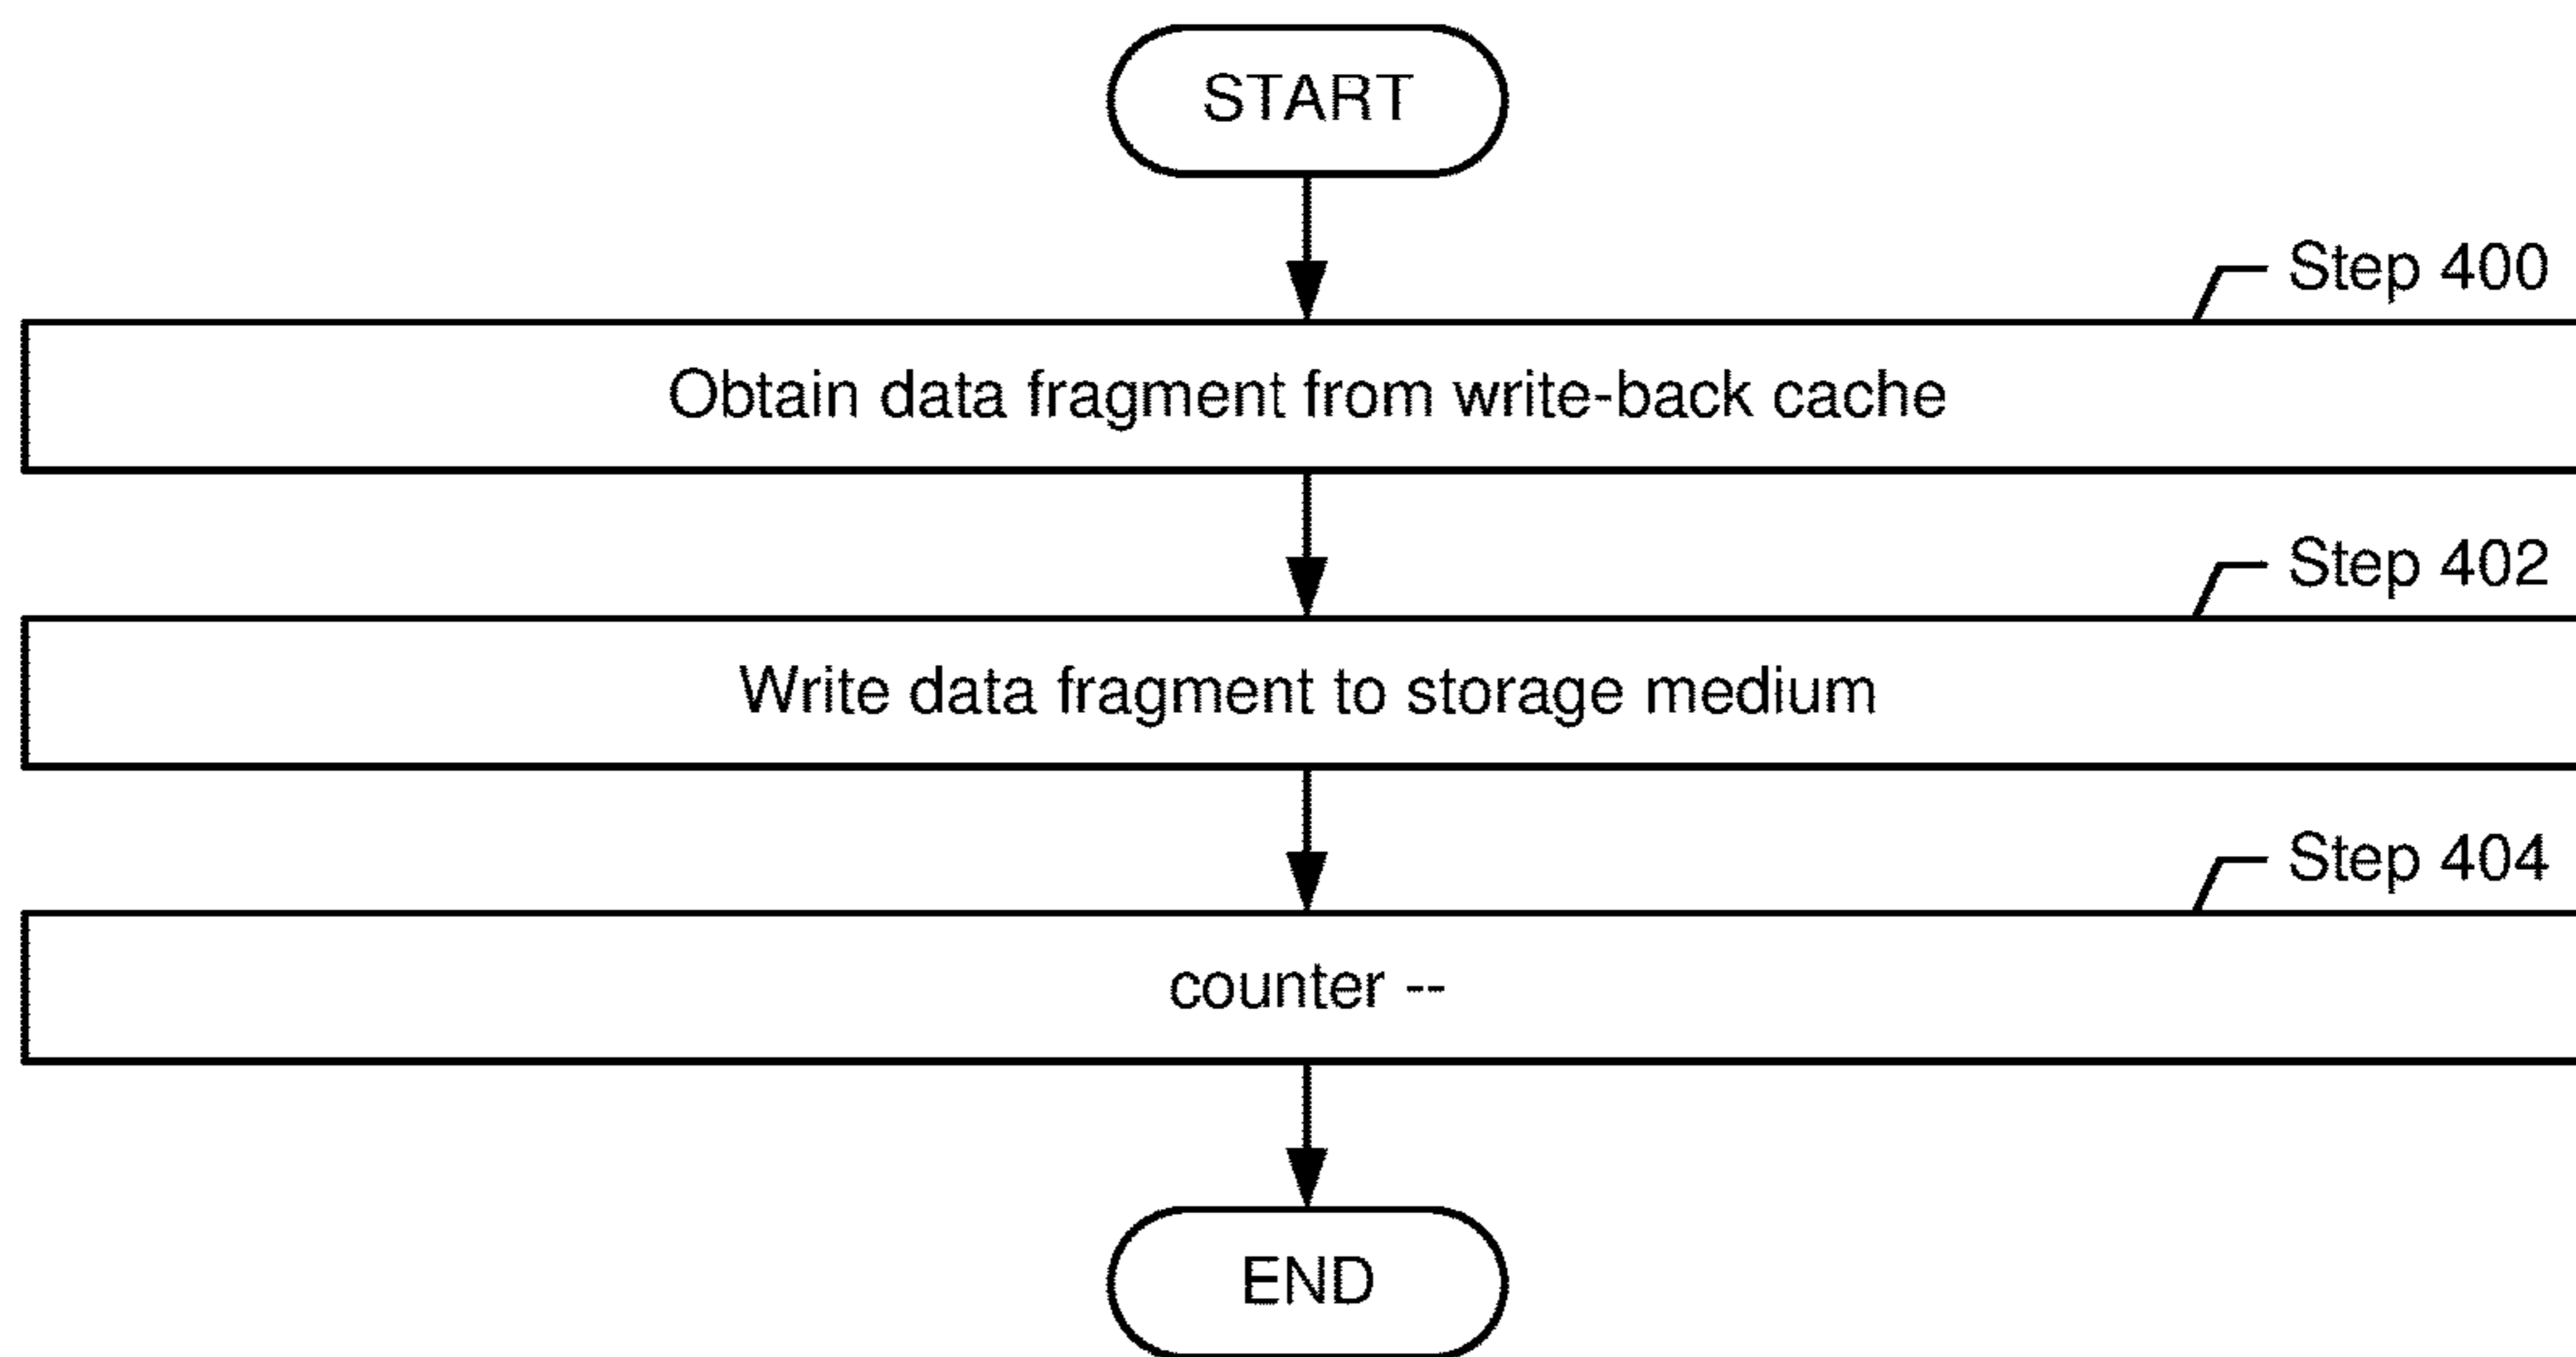 START
Step 400
Obtain data fragment from write-back cache
Step 402
Write data fragment to storage medium
Step 404
counter --
END